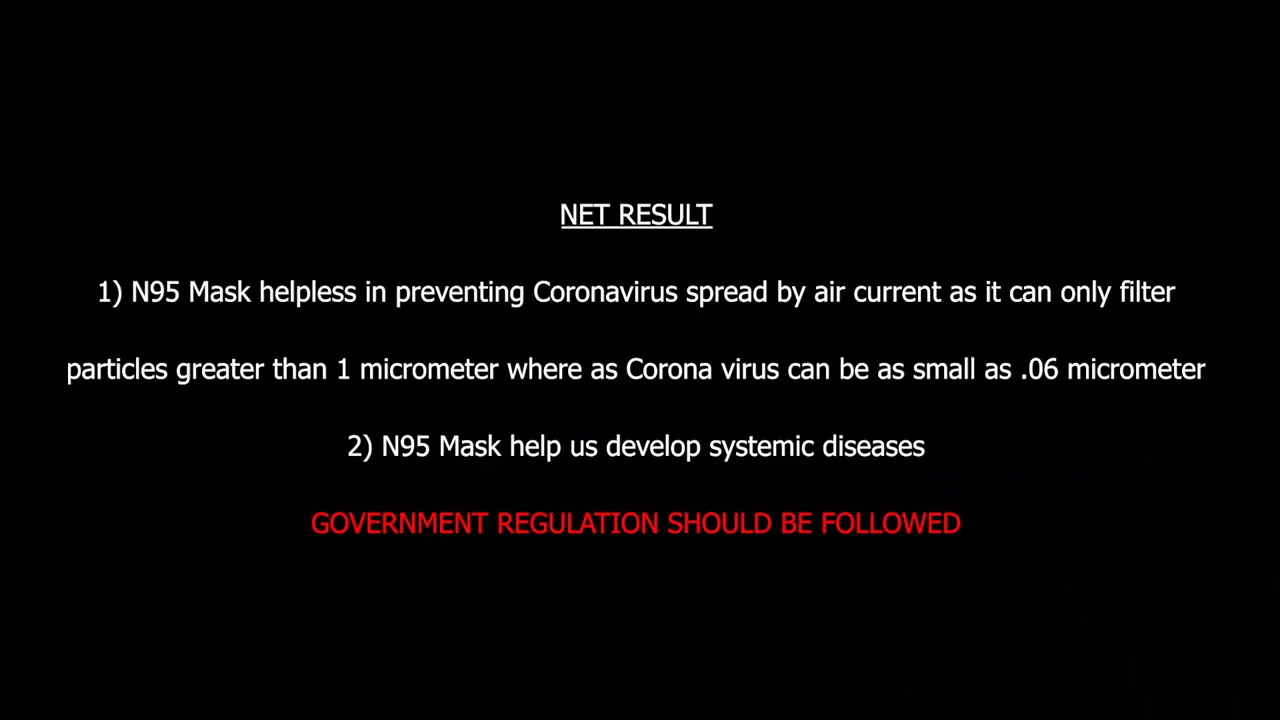 NET RESULT
1) N95 Mask helpless in preventing Coronavirus spread by air current as it can only filter
particles greater than 1 micrometer where as Corona virus can be as small as .06 micrometer
2) N95 Mask help us develop systemic diseases
GOVERNMENT REGULATION SHOULD BE FOLLOWED